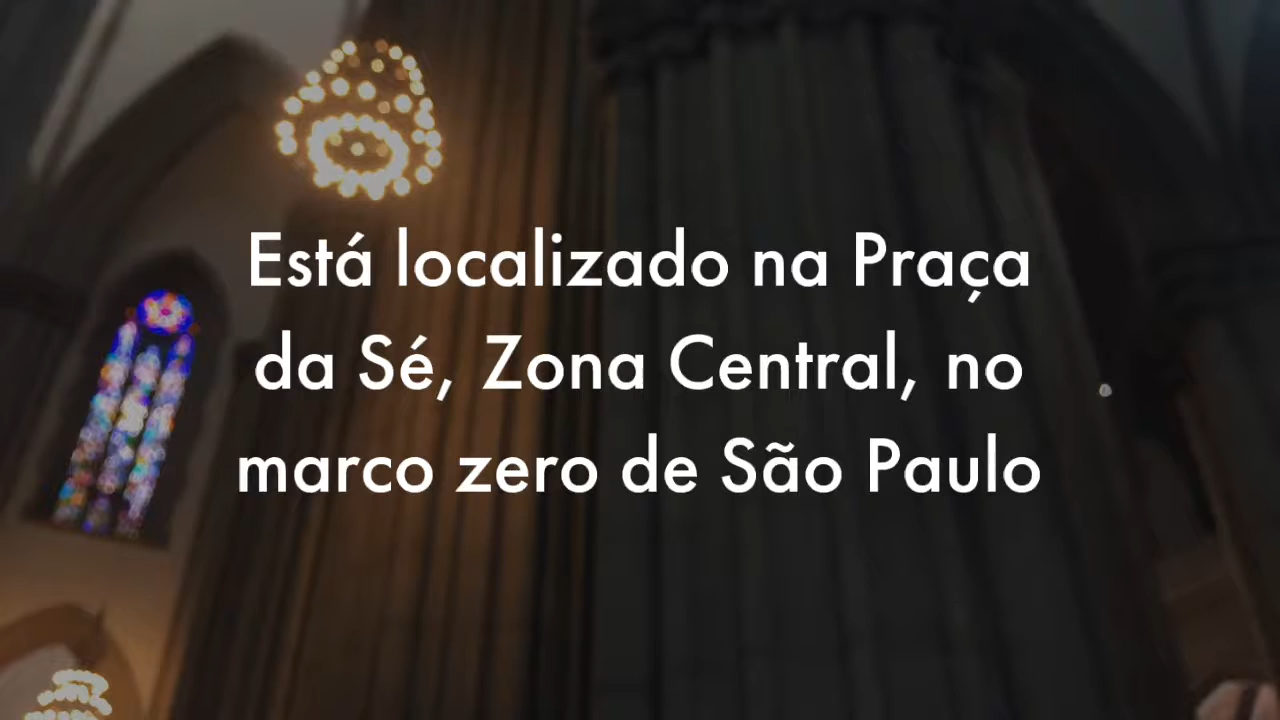 Está localizado na Praça
da Sé, Zona Central, no
marco zero de São Paulo